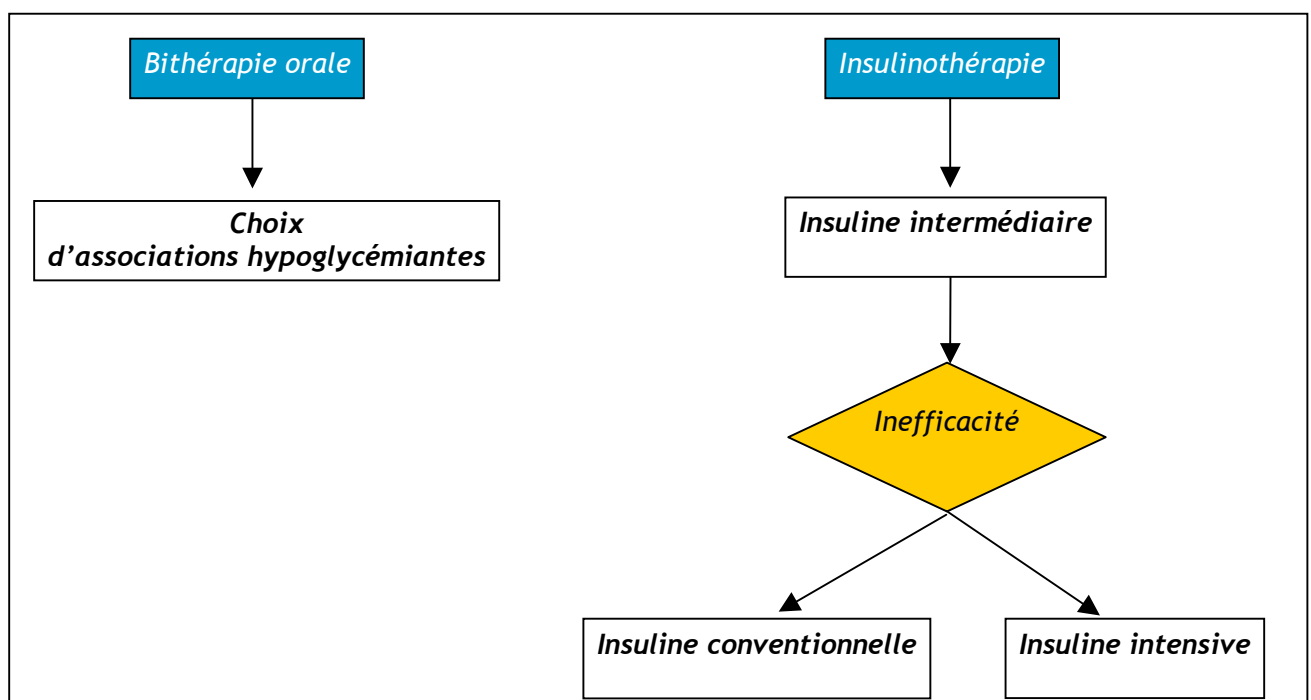 Bithérapie orale
Insulinothérapie
Choix
d’associations hypoglycémiantes
Insuline intermédiaire
Inefficacité
Insuline conventionnelle
Insuline intensive